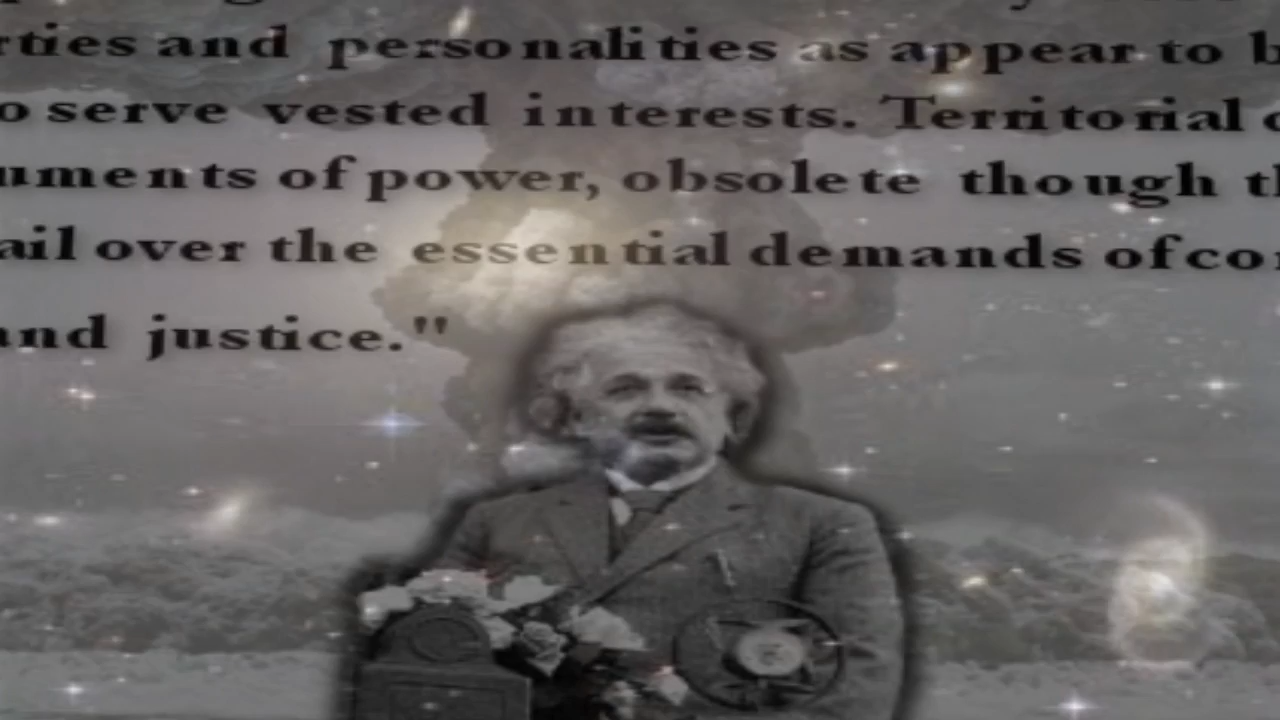 rties and personalities as appear to b
o serve vested interests. Territorial c
uments of power, obsolete though th
ail over the essential demands of co
and justice."